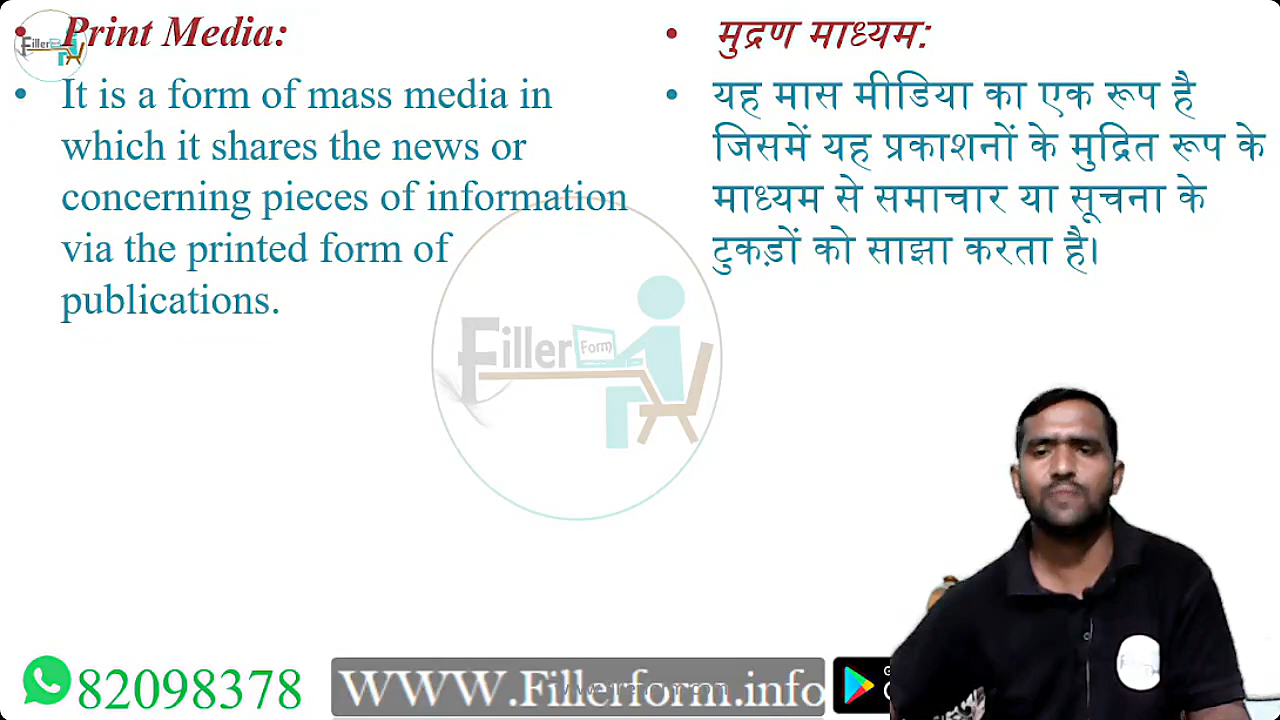 Print Media:
It is a form of mass media in
which it shares the news or
concerning pieces of information
via the printed form of
publications.
मुद्रण माध्यम:
यह मास मीडिया का एक रूप है
जिसमें यह प्रकाशनों के मुद्रित रूप के
माध्यम से समाचार या सूचना के
टुकड़ों को साझा करता है।
Filler
Filler Form
82098378
WWW.Fillerform.info